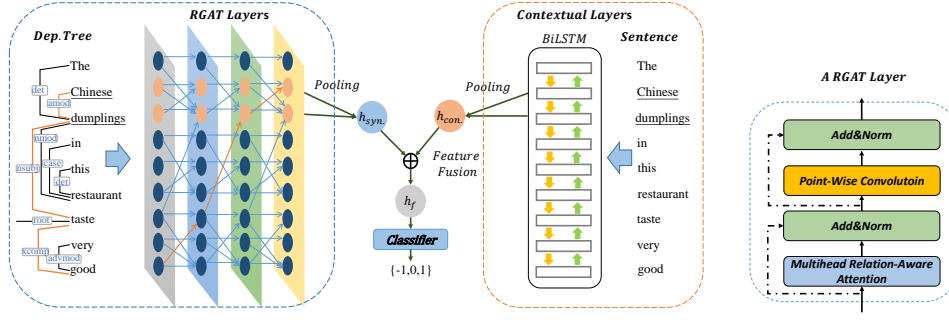 RGAT Layers
Dep.Tree
The
det
Chinese
amod
dumplings
nmod
in
case
this
nsubj
det
restaurant
root
taste
xcomp
very
advmod
good
Pooling
h_syn.
h_con.
Pooling
Feature
Fusion
h_f
Classifier
{-1,0,1}
Contextual Layers
BiLSTM
Sentence
The
Chinese
dumplings
in
this
restaurant
taste
very
good
A RGAT Layer
Add&Norm
Point-Wise Convolutoin
Add&Norm
Multihead Relation-Aware
Attention